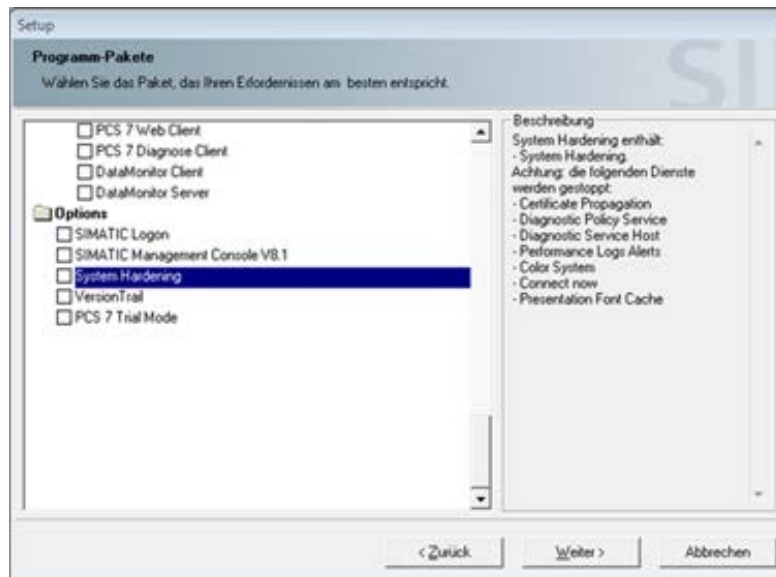 Setup
Programm-Pakete
Wählen Sie das Paket, das Ihren Erfordernissen am besten entspricht.
SI
PCS 7 Web Client
PCS 7 Diagnose Client
DataMonitor Client
DataMonitor Server
Options
SIMATIC Logon
SIMATIC Management Console V8.1
System Hardening
VersionTrail
PCS 7 Trial Mode
Beschreibung
System Hardening enthält:
- System Hardening.
Achtung: die folgenden Dienste
werden gestoppt:
- Certificate Propagation
- Diagnostic Policy Service
- Diagnostic Service Host
- Performance Logs Alerts
- Color System
- Connect now
- Presentation Font Cache
< Zurück
Weiter >
Abbrechen